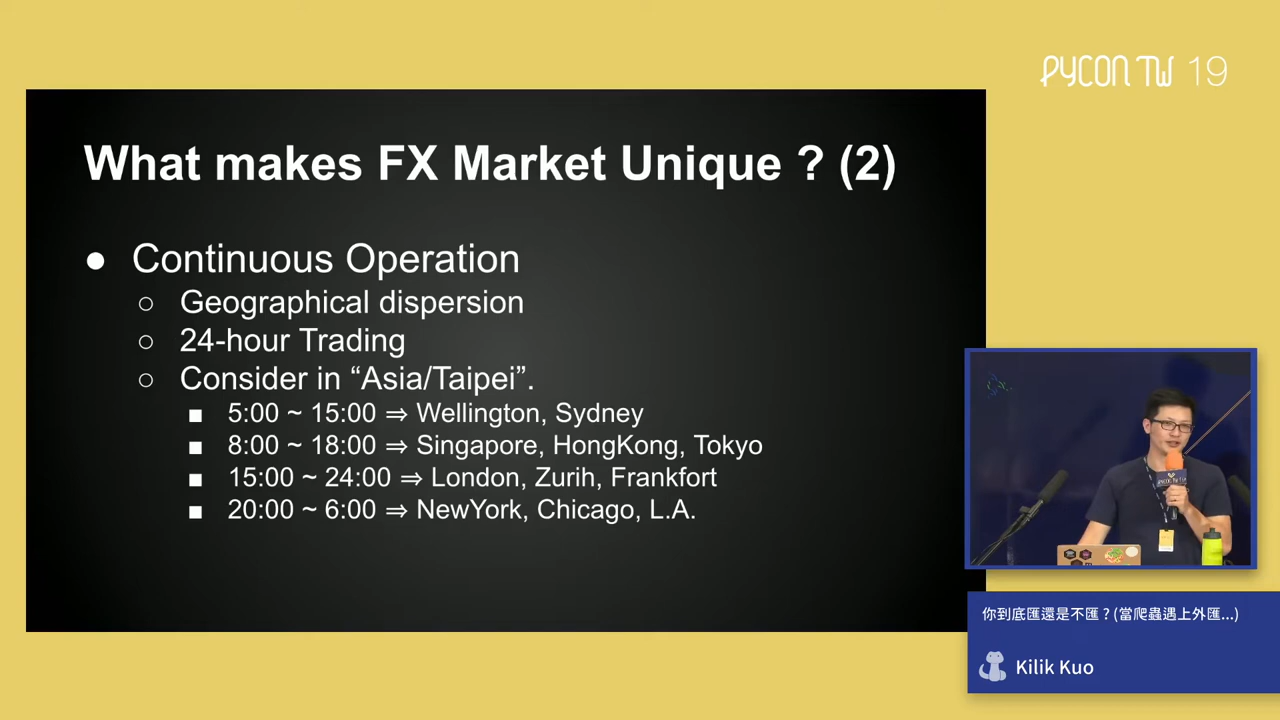 PYCON TW 19
What makes FX Market Unique ? (2)
● Continuous Operation
○ Geographical dispersion
○ 24-hour Trading
○ Consider in “Asia/Taipei”.
■ 5:00 ~ 15:00 ⇒ Wellington, Sydney
■ 8:00 ~ 18:00 ⇒ Singapore, HongKong, Tokyo
■ 15:00 ~ 24:00 ⇒ London, Zurih, Frankfort
■ 20:00 ~ 6:00 ⇒ NewYork, Chicago, L.A.
你到底匯還是不匯？(當爬蟲遇上外匯...)
Kilik Kuo